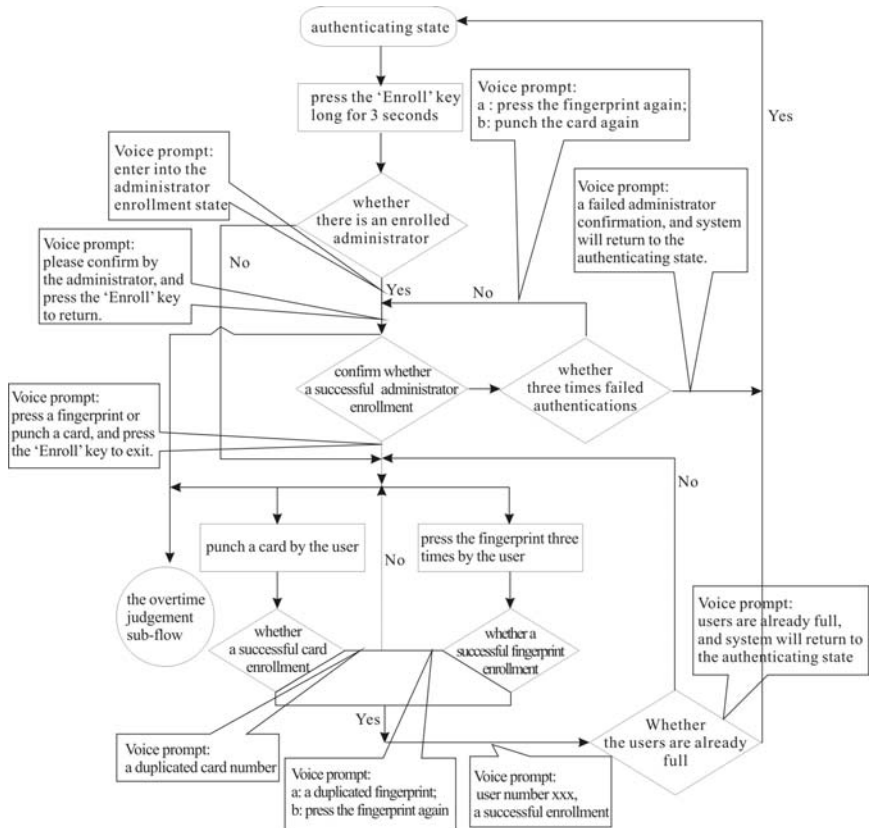 authenticating state
press the ‘Enroll’ key
long for 3 seconds
Voice prompt:
a : press the fingerprint again;
b: punch the card again
Yes
Voice prompt:
enter into the
administrator
enrollment state
whether
there is an enrolled
administrator
Voice prompt:
a failed administrator
confirmation, and system
will return to the
authenticating state.
Voice prompt:
please confirm by
the administrator, and
press the ‘Enroll’ key
to return.
No
Yes
No
confirm whether
a successful administrator
enrollment
whether
three times failed
authentications
Voice prompt:
press a fingerprint or
punch a card, and press
the ‘Enroll’ key to exit.
No
punch a card by the user
No
press the fingerprint three
times by the user
the overtime
judgement
sub-flow
whether
a successful card
enrollment
whether a
successful fingerprint
enrollment
Voice prompt:
users are already full,
and system will return to
the authenticating state
Yes
Whether
the users are already
full
Voice prompt:
a duplicated card number
Voice prompt:
a: a duplicated fingerprint;
b: press the fingerprint again
Voice prompt:
user number xxx,
a successful enrollment